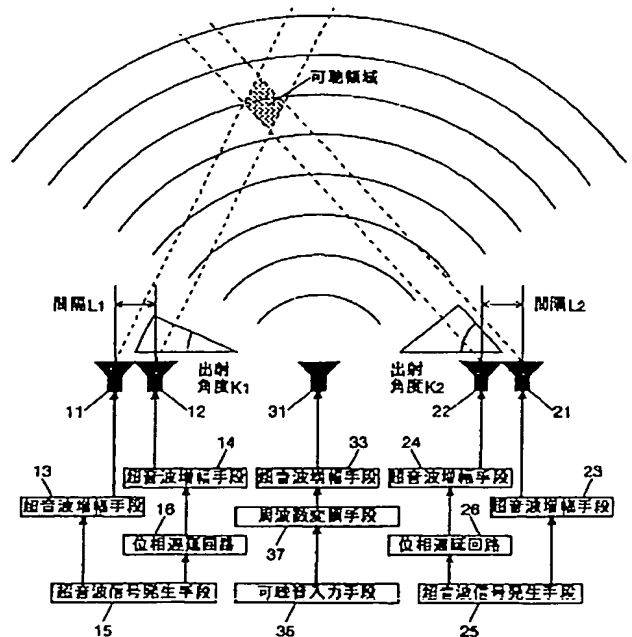 可聴領域
間隔L1
間隔L2
出射
角度K1
出射
角度K2
11
12
31
22
21
14
33
24
13
超音波増幅手段
超音波増幅手段
超音波増幅手段
23
超音波増幅手段
16
周波数変調手段
26
超音波増幅手段
位相遅延回路
37
位相遅延回路
超音波信号発生手段
可聴音入力手段
超音波信号発生手段
15
36
25